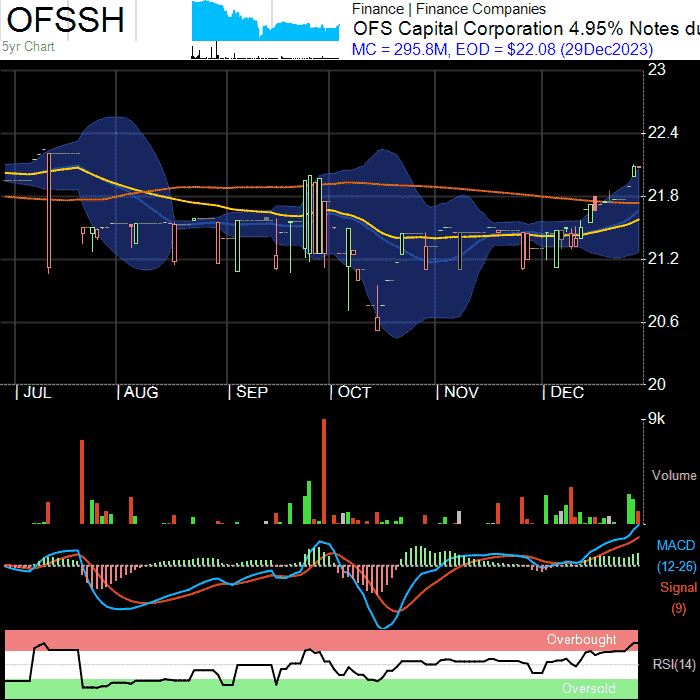 OFSSH
5yr Chart
Finance | Finance Companies
OFS Capital Corporation 4.95% Notes
MC = 295.8M, EOD = $22.08 (29Dec2023)
23
22.4
21.8
21.2
20.6
20
JUL AUG SEP OCT NOV DEC
9k
Volume
MACD
(12-26)
Signal
(9)
Overbought
RSI(14)
Oversold